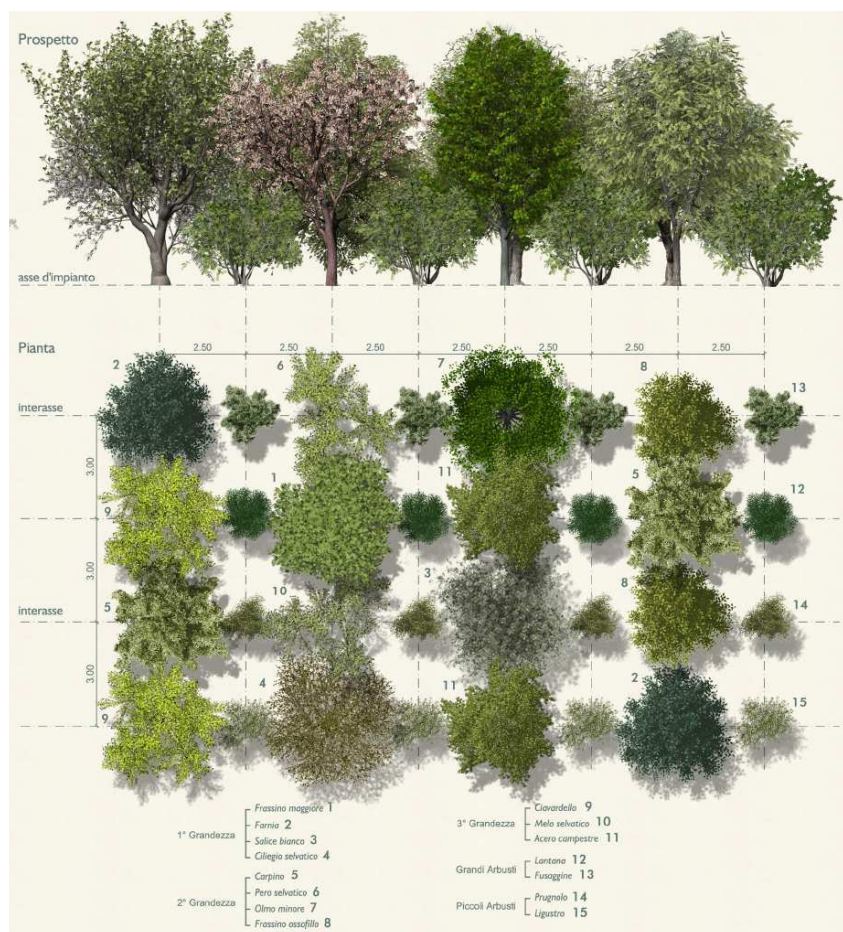 Prospetto
asse d'impianto
2.50 2.50 2.50 2.50 2.50 2.50 2.50
Pianta
2 6 7 8
13
interasse
3.00
1 11 5
12
9
3.00
3 8
10
5 14
interasse
3.00
2
4 11
15
9
1° Grandezza
Frassino maggiore 1
Farnia 2
Salice bianco 3
Ciliegio selvatico 4
2° Grandezza
Carpino 5
Pero selvatico 6
Olmo minore 7
Frassino ossofillo 8
3° Grandezza
Ciavardello 9
Melo selvatico 10
Acero campestre 11
Grandi Arbusti
Lantana 12
Fusaggine 13
Piccoli Arbusti
Prugnolo 14
Ligustro 15